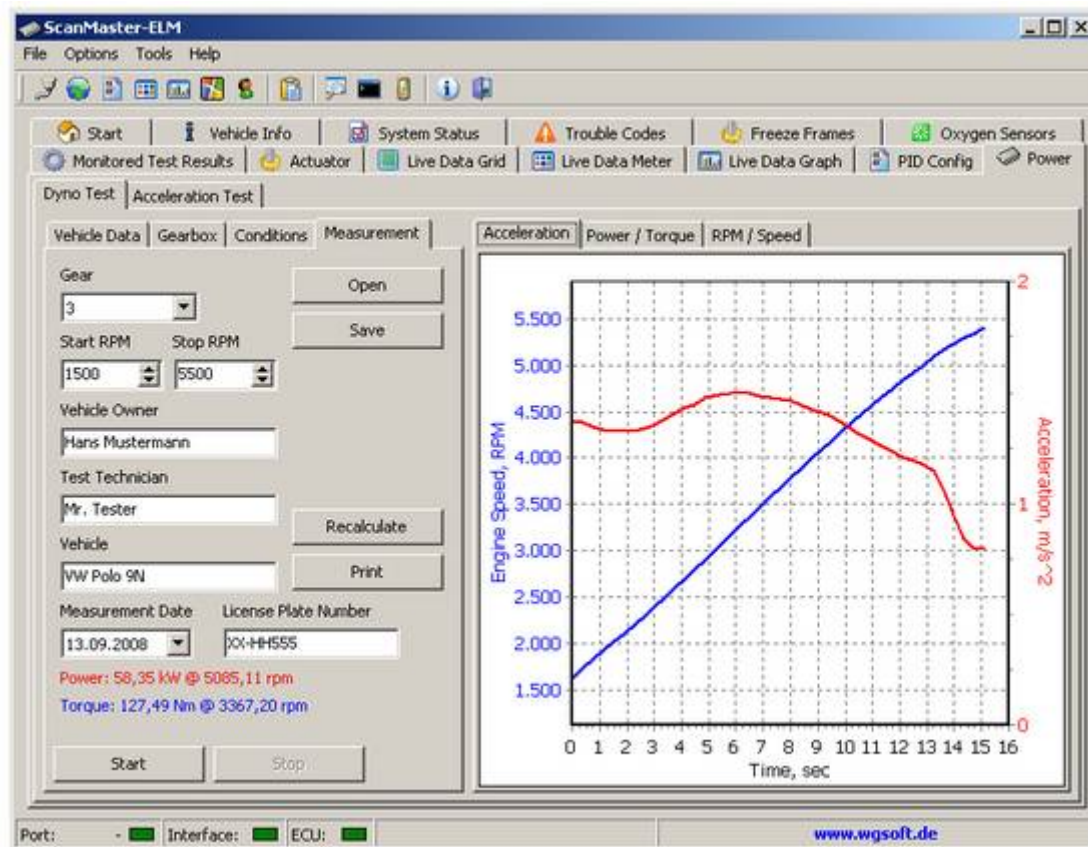 ScanMaster-ELM
File Options Tools Help
Start Vehicle Info System Status Trouble Codes Freeze Frames Oxygen Sensors
Monitored Test Results Actuator Live Data Grid Live Data Meter Live Data Graph PID Config Power
Dyno Test Acceleration Test
Vehicle Data Gearbox Conditions Measurement
Gear
3
Open
Save
Start RPM Stop RPM
1500 5500
Vehicle Owner
Hans Mustermann
Test Technician
Mr. Tester
Recalculate
Vehicle
VW Polo 9N
Print
Measurement Date License Plate Number
13.09.2008 XX-HH555
Power: 58,35 kW @ 5085,11 rpm
Torque: 127,49 Nm @ 3367,20 rpm
Start Stop
Acceleration Power / Torque RPM / Speed
Engine Speed, RPM
5.500
5.000
4.500
4.000
3.500
3.000
2.500
2.000
1.500
2
1
0
Acceleration, m/s^2
0 1 2 3 4 5 6 7 8 9 10 11 12 13 14 15 16
Time, sec
Port: - Interface: ECU: www.wgsoft.de